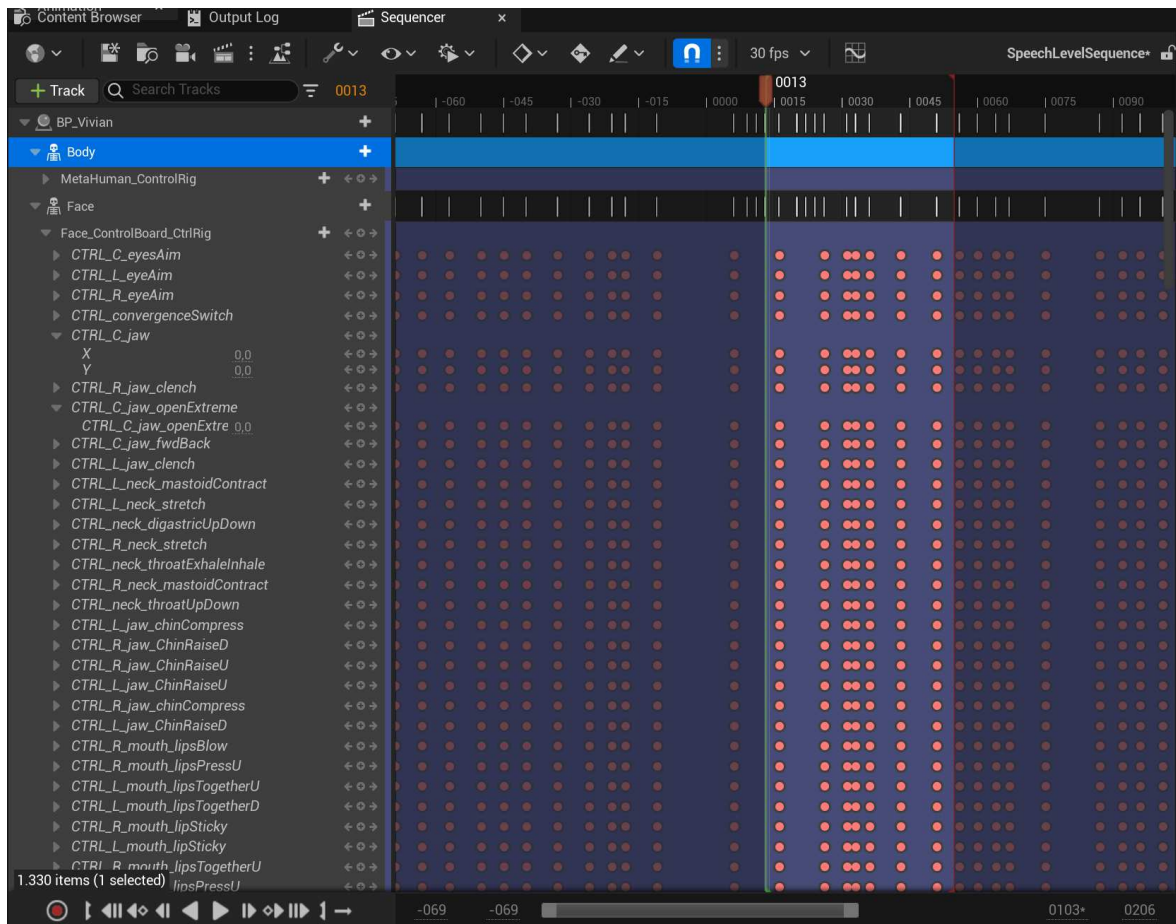 Content Browser
Output Log
Sequencer
×
30 fps
SpeechLevelSequence*
+ Track
Search Tracks
0013
0013
-060 -045 -030 -015 0000 0015 0030 0045 0060 0075 0090
BP_Vivian
Body
MetaHuman_ControlRig
Face
Face_ControlBoard_CtrlRig
CTRL_C_eyesAim
CTRL_L_eyeAim
CTRL_R_eyeAim
CTRL_convergenceSwitch
CTRL_C_jaw
X 0,0
Y 0,0
CTRL_R_jaw_clench
CTRL_C_jaw_openExtreme
CTRL_C_jaw_openExtre 0,0
CTRL_C_jaw_fwdBack
CTRL_L_jaw_clench
CTRL_L_neck_mastoidContract
CTRL_L_neck_stretch
CTRL_neck_digastricUpDown
CTRL_R_neck_stretch
CTRL_neck_throatExhaleInhale
CTRL_R_neck_mastoidContract
CTRL_neck_throatUpDown
CTRL_L_jaw_chinCompress
CTRL_R_jaw_ChinRaiseD
CTRL_R_jaw_ChinRaiseU
CTRL_L_jaw_ChinRaiseU
CTRL_R_jaw_chinCompress
CTRL_L_jaw_ChinRaiseD
CTRL_R_mouth_lipsBlow
CTRL_R_mouth_lipsPressU
CTRL_L_mouth_lipsTogetherU
CTRL_L_mouth_lipsTogetherD
CTRL_R_mouth_lipSticky
CTRL_L_mouth_lipSticky
CTRL_R_mouth_lipsTogetherU
1.330 items (1 selected) lipsPressU
-069 -069 0103* 0206